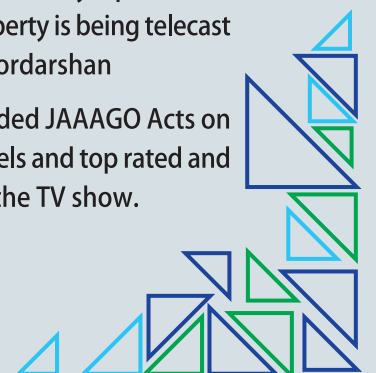 perty is being telecast
ordarshan
ded JAAAGO Acts on
els and top rated and
the TV show.